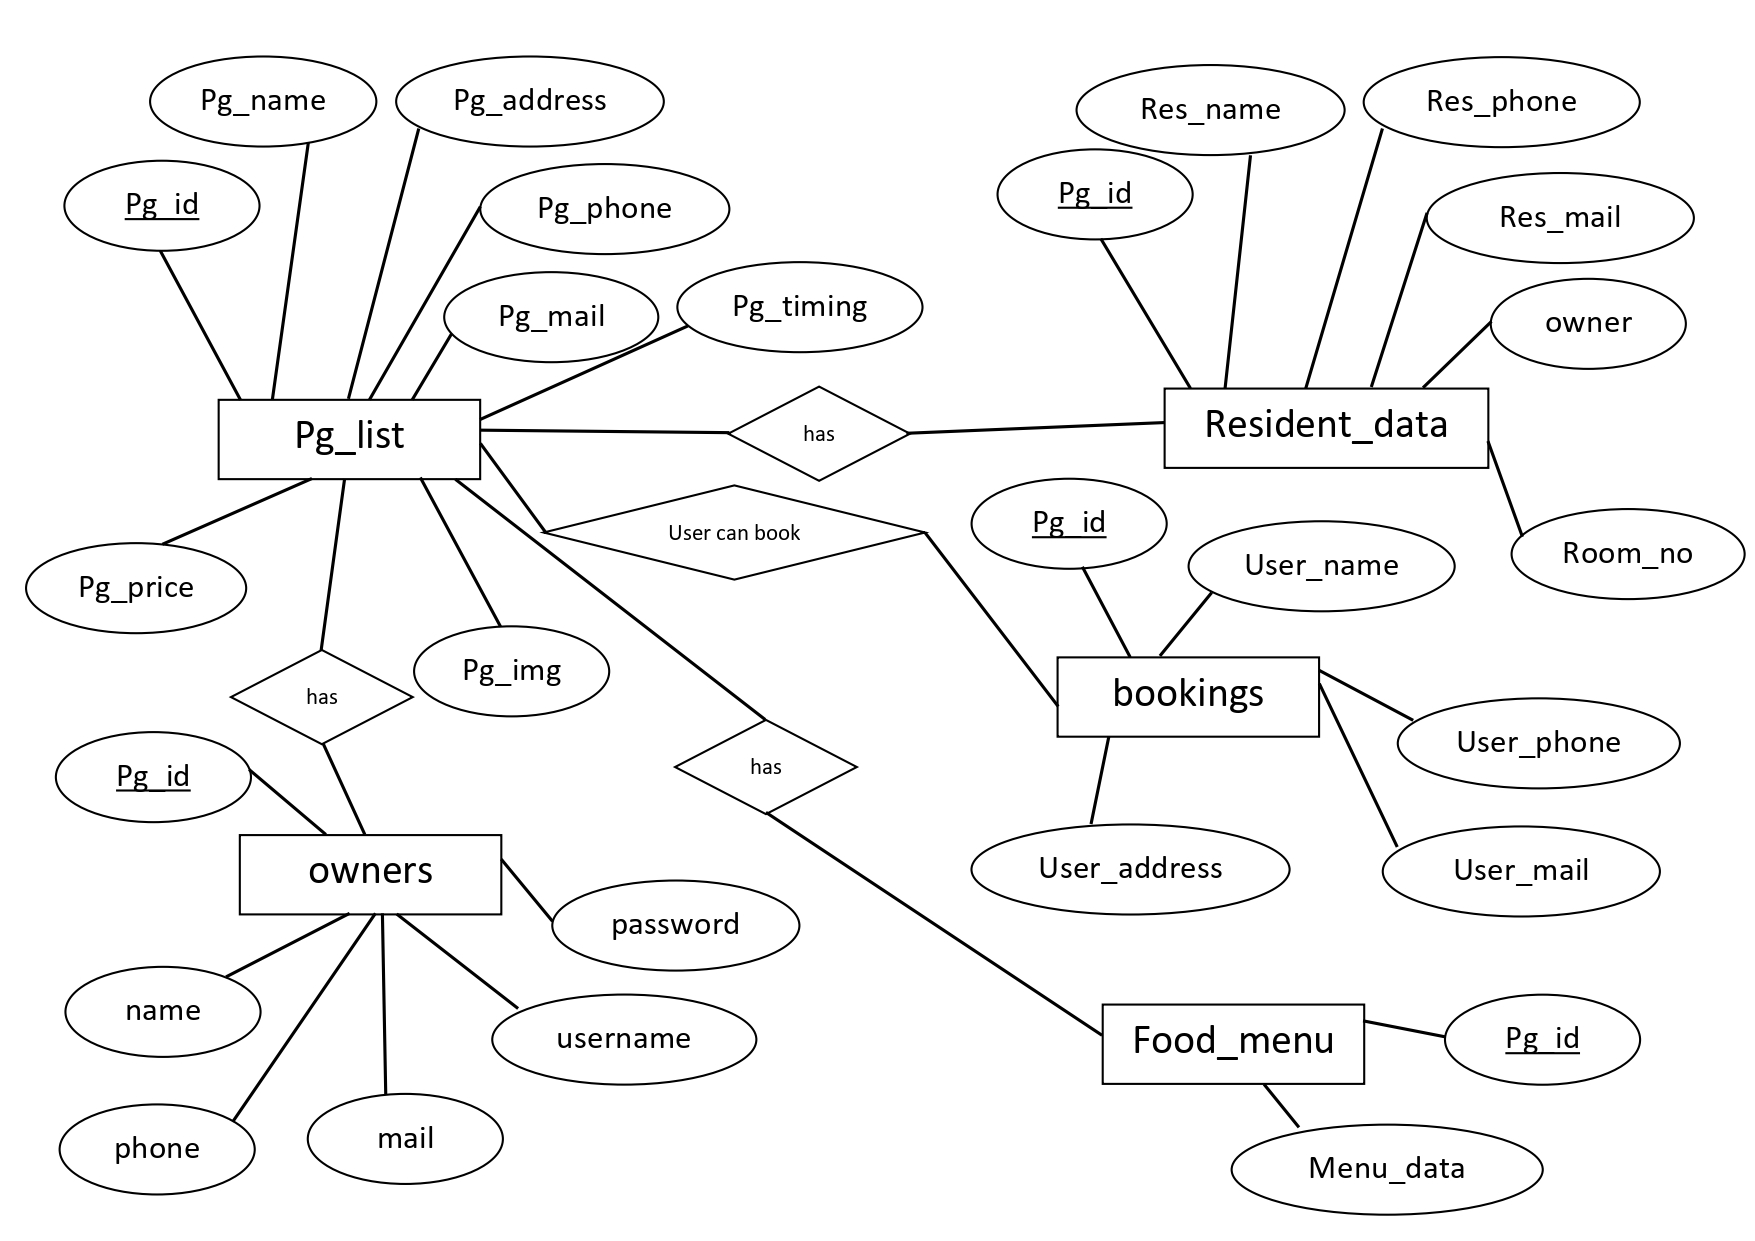 Pg_name
Pg_address
Res_name
Res_phone
Pg_id
Pg_phone
Pg_id
Res_mail
Pg_mail
Pg_timing
owner
Pg_list
has
Resident_data
User can book
Pg_id
User_name
Room_no
Pg_price
Pg_img
has
bookings
User_phone
Pg_id
has
owners
User_address
User_mail
password
name
username
Food_menu
Pg_id
phone
mail
Menu_data